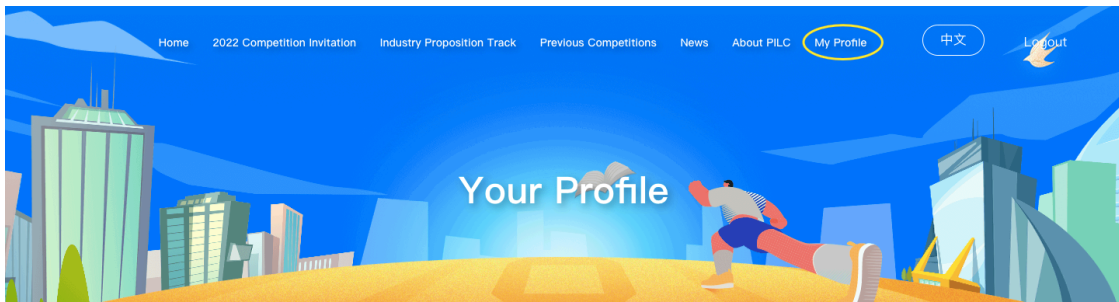 Home 2022 Competition Invitation Industry Proposition Track Previous Competitions News About PILC My Profile 中文 Logout
Your Profile